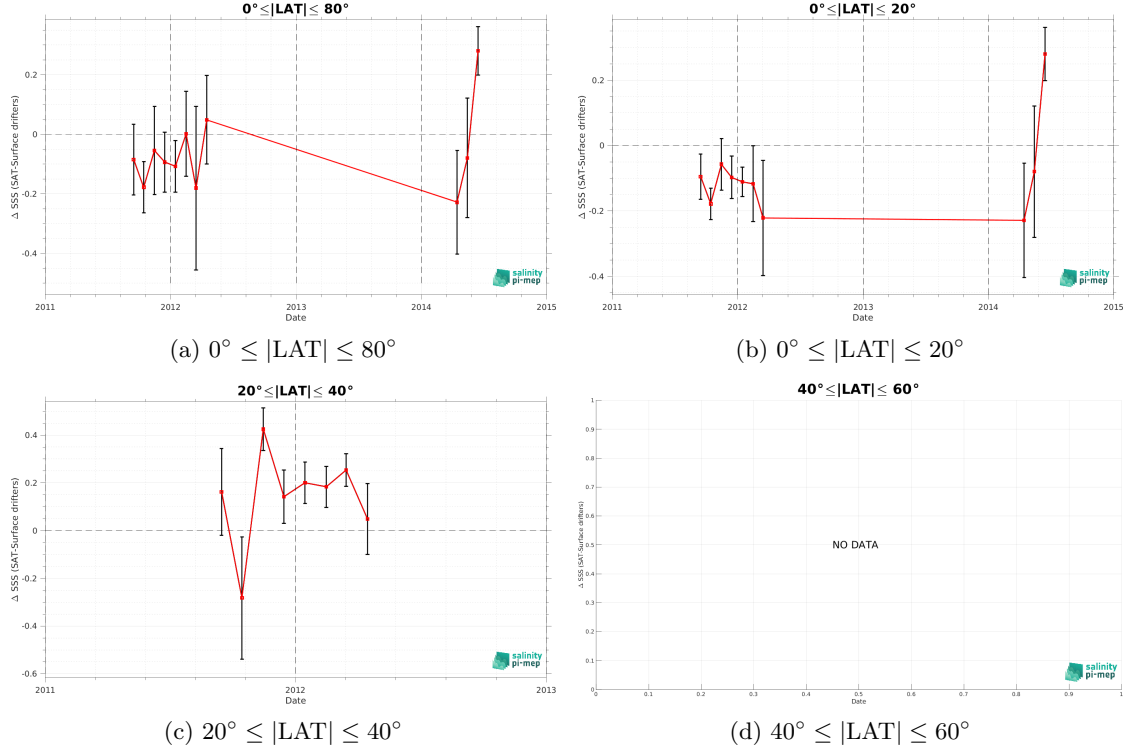 0°≤|LAT|≤ 80°
Δ SSS (SAT-Surface drifters)
0.2
0
-0.2
-0.4
2011
2012
2013
2014
2015
Date
salinity
pi-mep
(a) 0° ≤ |LAT| ≤ 80°
0°≤|LAT|≤ 20°
Δ SSS (SAT-Surface drifters)
0.2
0
-0.2
-0.4
2011
2012
2013
2014
2015
Date
salinity
pi-mep
(b) 0° ≤ |LAT| ≤ 20°
20°≤|LAT|≤ 40°
Δ SSS (SAT-Surface drifters)
0.4
0.2
0
-0.2
-0.4
-0.6
2011
2012
2013
Date
salinity
pi-mep
(c) 20° ≤ |LAT| ≤ 40°
40°≤|LAT|≤ 60°
Δ SSS (SAT-Surface drifters)
1
0.9
0.8
0.7
0.6
0.5
0.4
0.3
0.2
0.1
0
NO DATA
0
0.1
0.2
0.3
0.4
0.5
0.6
0.7
0.8
0.9
1
Date
salinity
pi-mep
(d) 40° ≤ |LAT| ≤ 60°